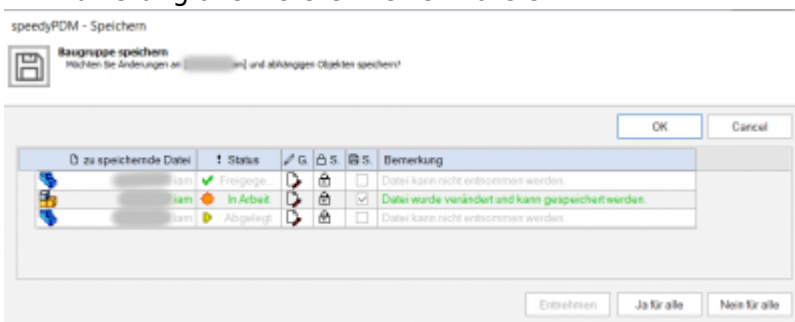 speedyPDM - Speichern
Baugruppe speichern
Möchten Sie Änderungen an [ am] und abhängigen Objekten speichern?
OK Cancel
zu speichernde Datei ! Status G. S. S. Bemerkung
iam Freigege... Datei kann nicht entnommen werden.
iam In Arbeit Datei wurde verändert und kann gespeichert werden.
iam Abgelegt Datei kann nicht entnommen werden.
Entnehmen Ja für alle Nein für alle